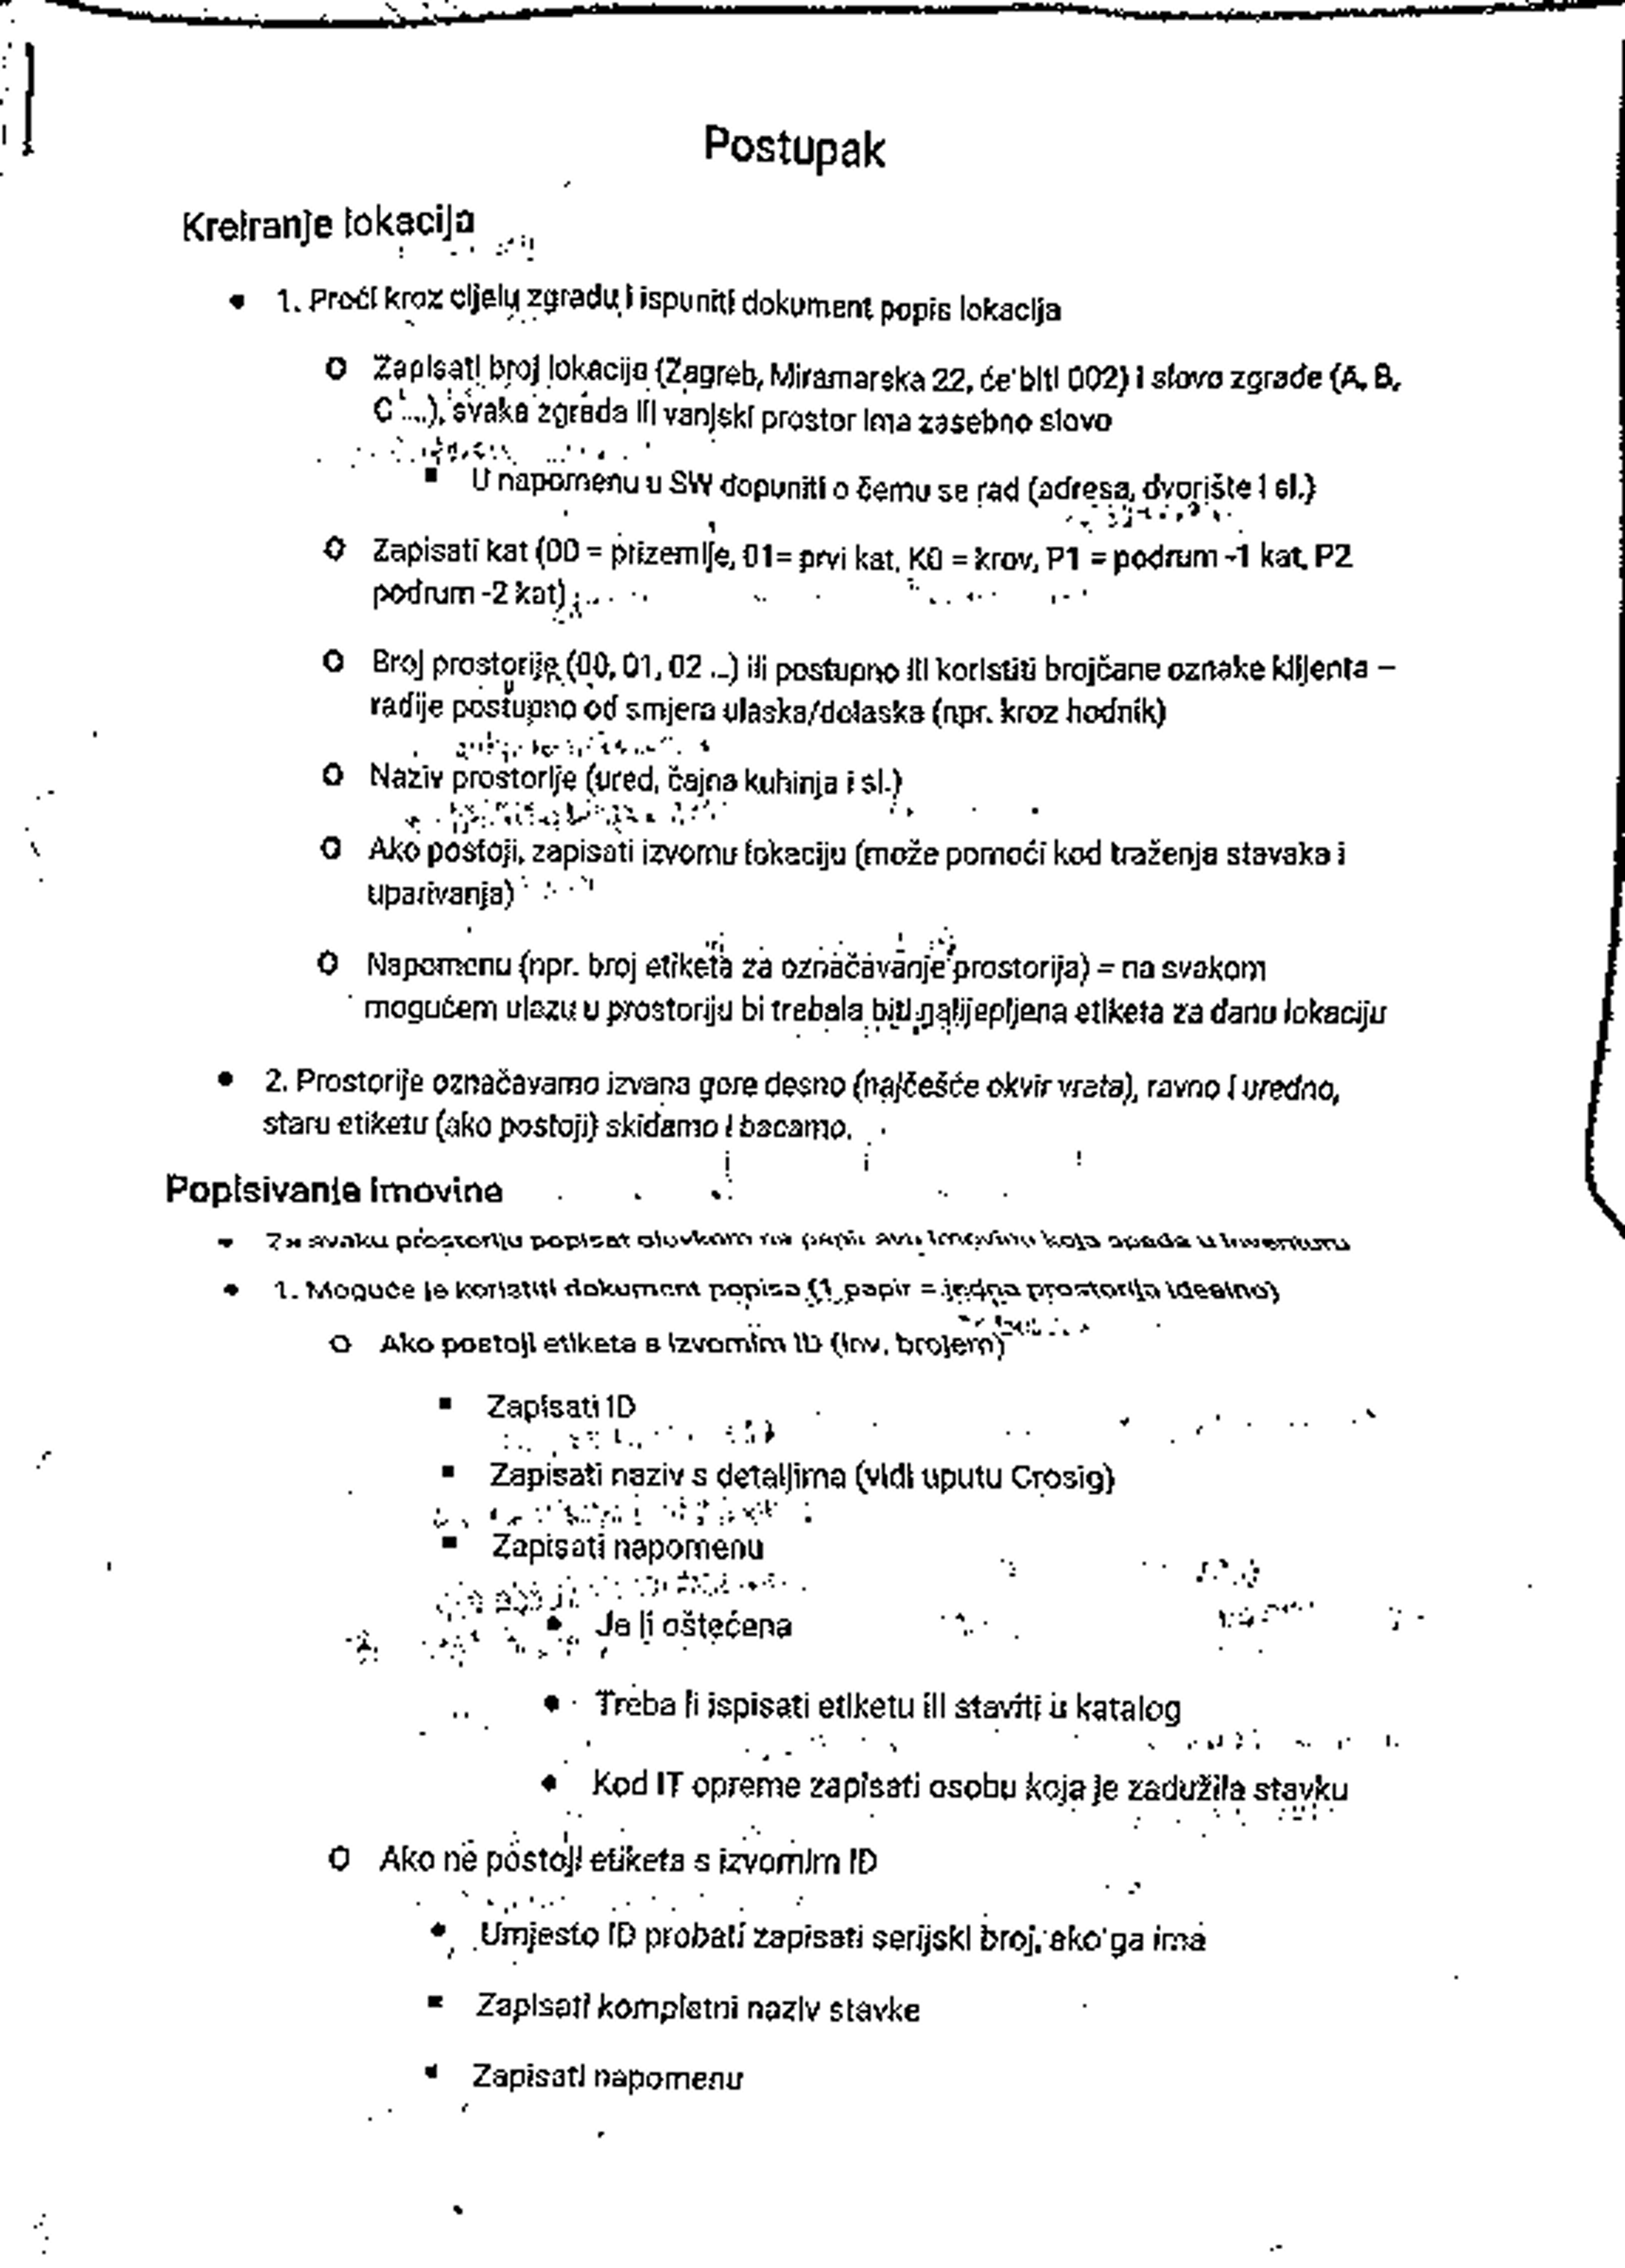 Postupak
Kreiranje lokacija
• 1. Proći kroz cijelu zgradu i ispuniti dokument popis lokacija
o Zapisati broj lokacije (Zagreb, Miramarska 22, će biti 002) i slovo zgrade (A, B,
C ...), svaka zgrada ili vanjski prostor ima zasebno slovo
▪ U napomenu u SW dopuniti o čemu se rad (adresa, dvorište i sl.)
o Zapisati kat (00 = prizemlje, 01= prvi kat, K0 = krov, P1 = podrum -1 kat, P2
podrum -2 kat)
o Broj prostorije (00, 01, 02 ..) ili postupno ili koristiti brojčane oznake klijenta –
radije postupno od smjera ulaska/dolaska (npr. kroz hodnik)
o Naziv prostorije (ured, čajna kuhinja i sl.)
o Ako postoji, zapisati izvornu lokaciju (može pomoći kod traženja stavaka i
uparivanja)
o Napomenu (npr. broj etiketa za označavanje prostorija) = na svakom
mogućem ulazu u prostoriju bi trebala biti nalijepljena etiketa za danu lokaciju
• 2. Prostorije označavamo izvana gore desno (najčešće okvir vrata), ravno i uredno,
staru etiketu (ako postoji) skidamo i bacamo.
Popisivanje imovine
• Za svaku prostoriju popisat olovkom na papir svu imovinu koja spada u
• 1. Moguće je koristiti dokument popisa (1 papir = jedna prostorija idealno)
o Ako postoji etiketa s izvornim ID (inv. brojem)
▪ Zapisati ID
▪ Zapisati naziv s detaljima (vidi uputu Crosig)
▪ Zapisati napomenu
• Je li oštećena
• Treba li ispisati etiketu ili staviti u katalog
• Kod IT opreme zapisati osobu koja je zadužila stavku
o Ako ne postoji etiketa s izvornim ID
▪ Umjesto ID probati zapisati serijski broj, ako ga ima
▪ Zapisati kompletni naziv stavke
▪ Zapisati napomenu